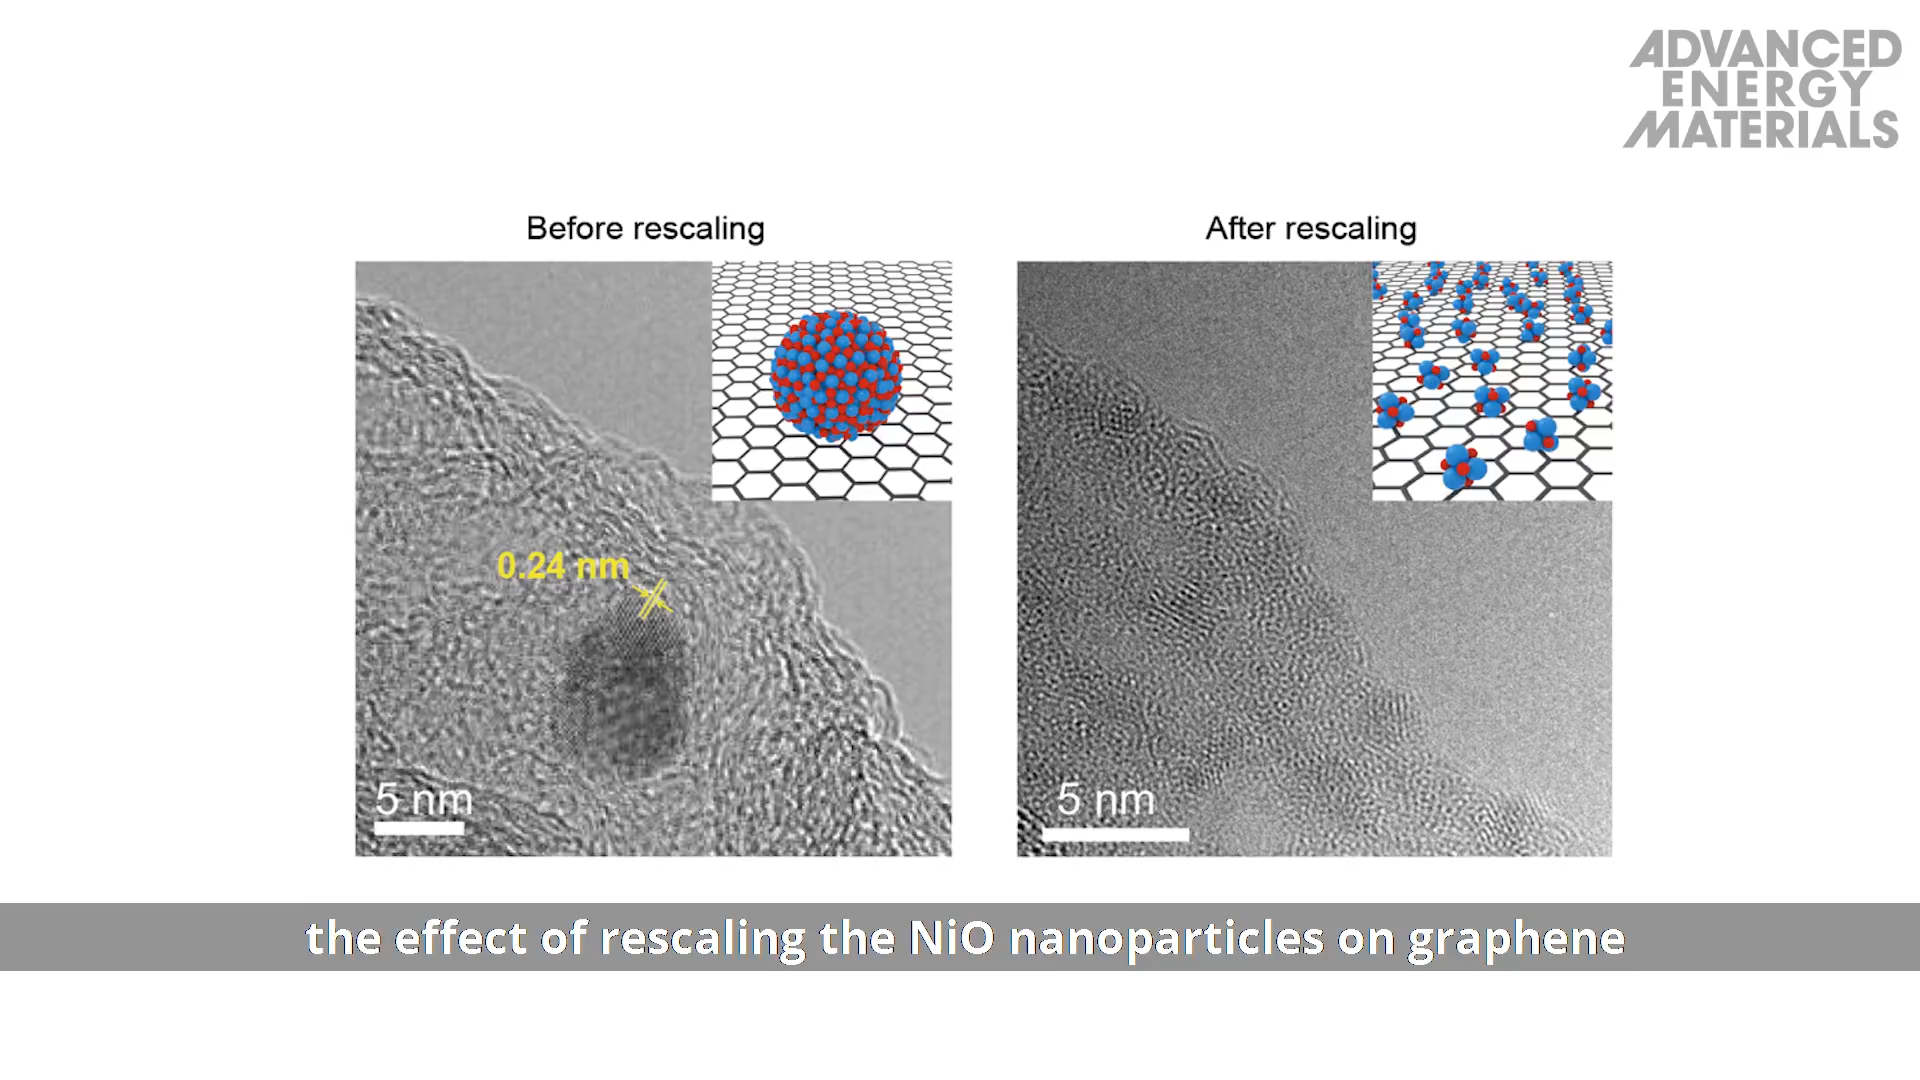 ADVANCED
ENERGY
MATERIALS
Before rescaling
After rescaling
0.24 nm
5 nm
5 nm
the effect of rescaling the NiO nanoparticles on graphene